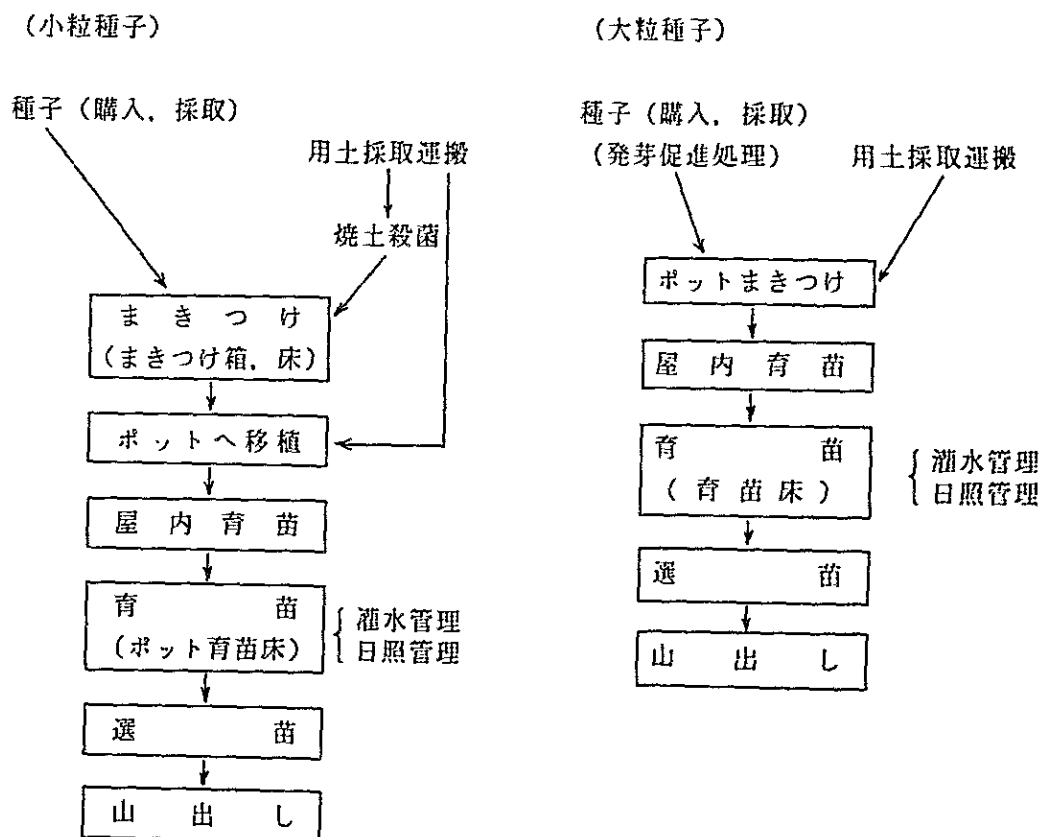 (小粒種子)
種子(購入,採取)
用土採取運搬
焼土殺菌
まきつけ
(まきつけ箱,床)
ポットへ移植
屋内育苗
育苗
(ポット育苗床)
灌水管理
日照管理
選苗
山出し
(大粒種子)
種子(購入,採取)
(発芽促進処理)
用土採取運搬
ポットまきつけ
屋内育苗
育苗
(育苗床)
灌水管理
日照管理
選苗
山出し